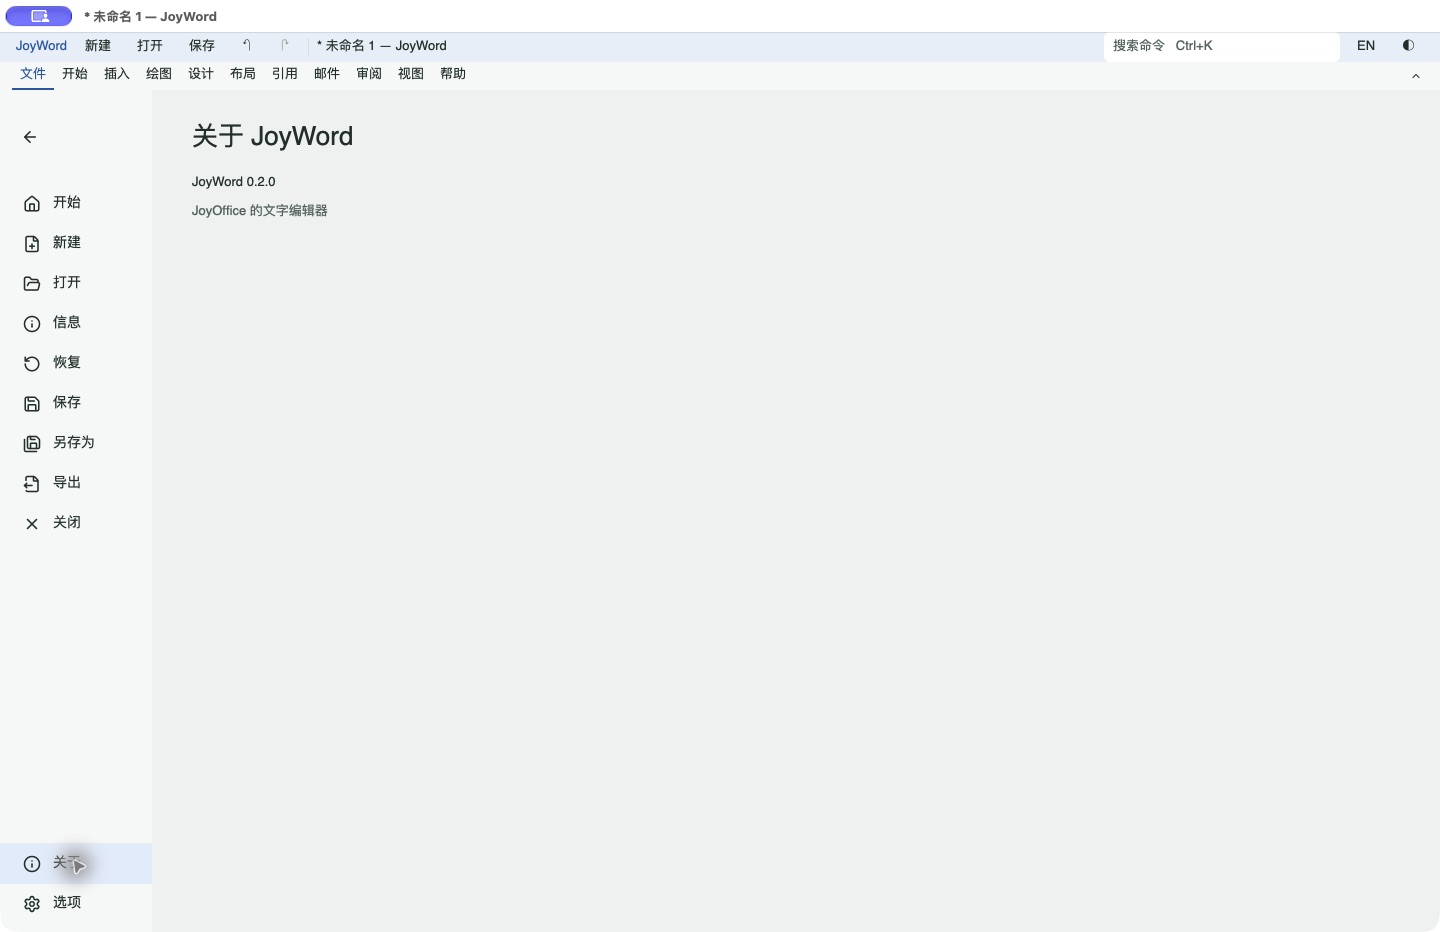 * 未命名 1 — JoyWord
JoyWord 新建 打开 保存 * 未命名 1 — JoyWord 搜索命令 Ctrl+K EN
文件 开始 插入 绘图 设计 布局 引用 邮件 审阅 视图 帮助
关于 JoyWord
JoyWord 0.2.0
JoyOffice 的文字编辑器
开始
新建
打开
信息
恢复
保存
另存为
导出
关闭
关于
选项